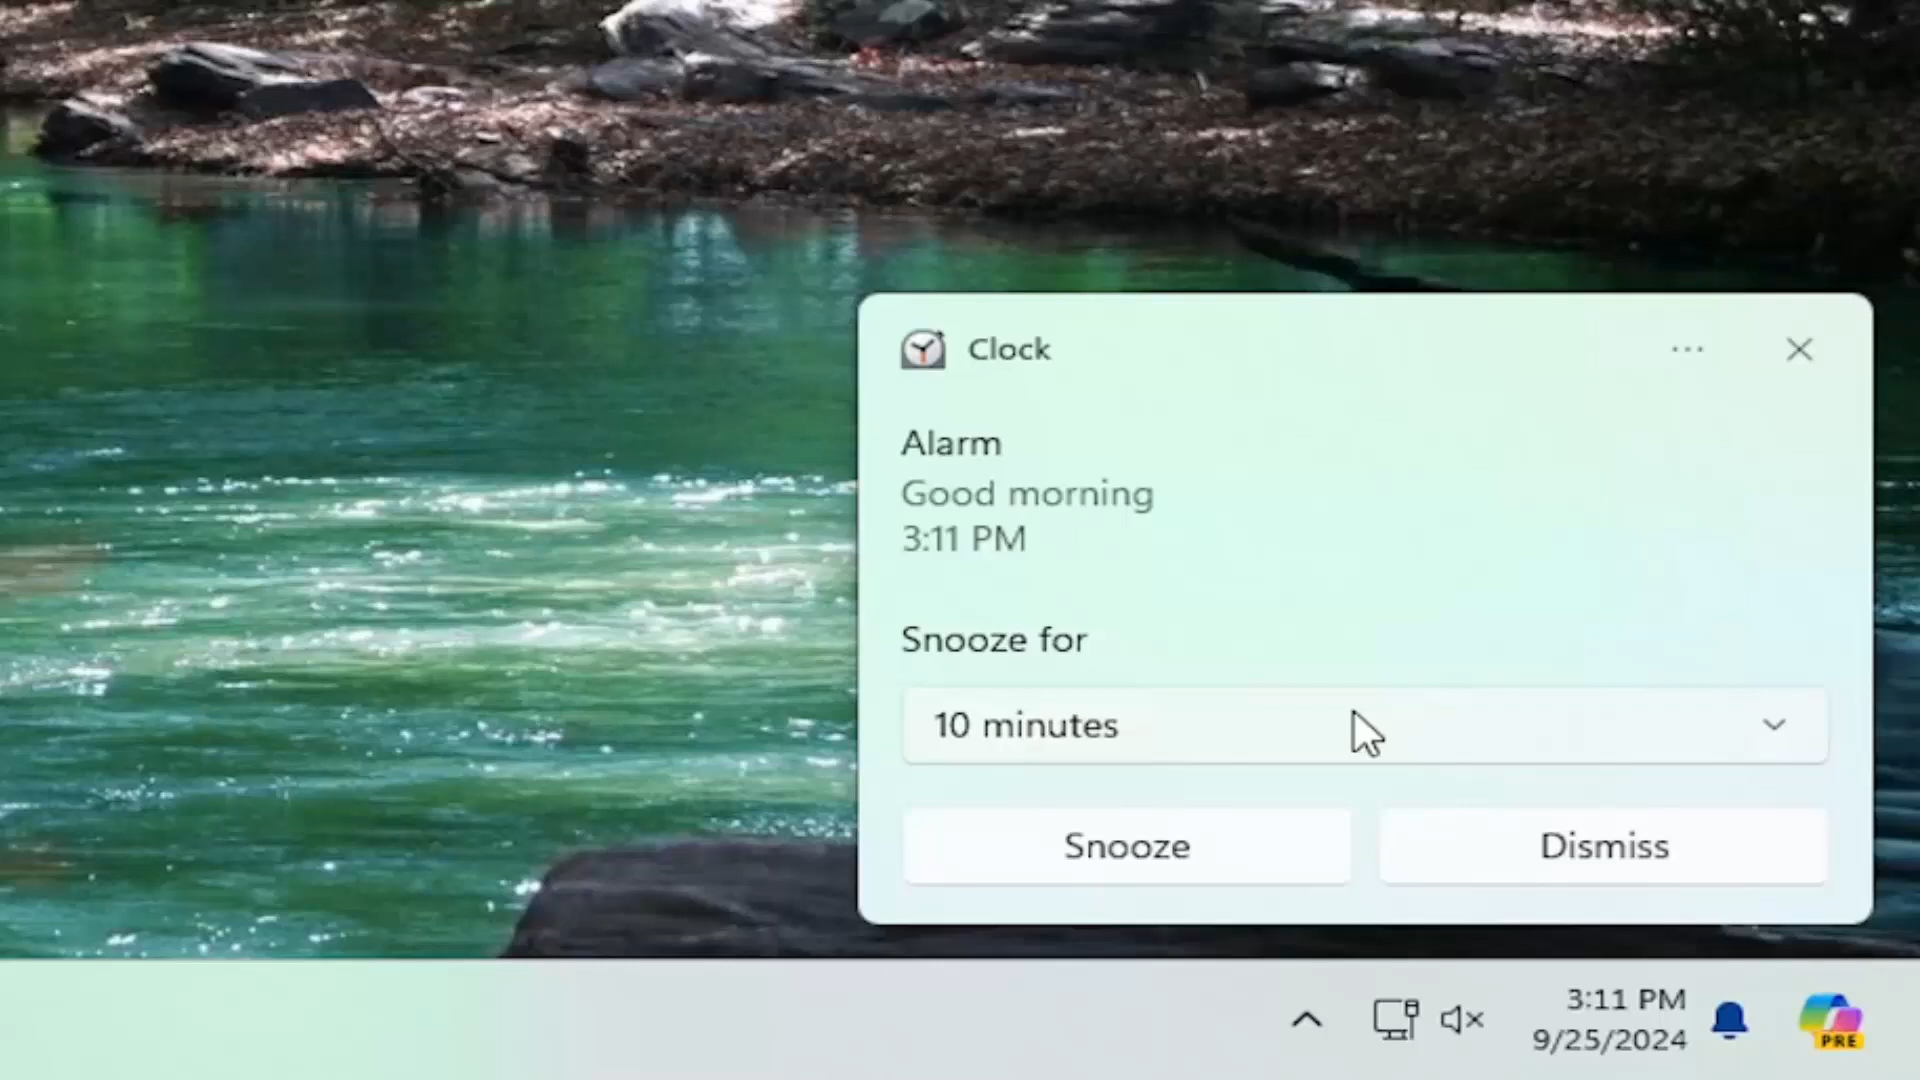 Clock
Alarm
Good morning
3:11 PM
Snooze for
10 minutes
Snooze
Dismiss
3:11 PM
9/25/2024
PRE